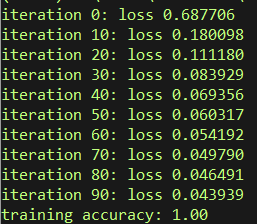 iteration 0: loss 0.687706
iteration 10: loss 0.180098
iteration 20: loss 0.111180
iteration 30: loss 0.083929
iteration 40: loss 0.069356
iteration 50: loss 0.060317
iteration 60: loss 0.054192
iteration 70: loss 0.049790
iteration 80: loss 0.046491
iteration 90: loss 0.043939
training accuracy: 1.00